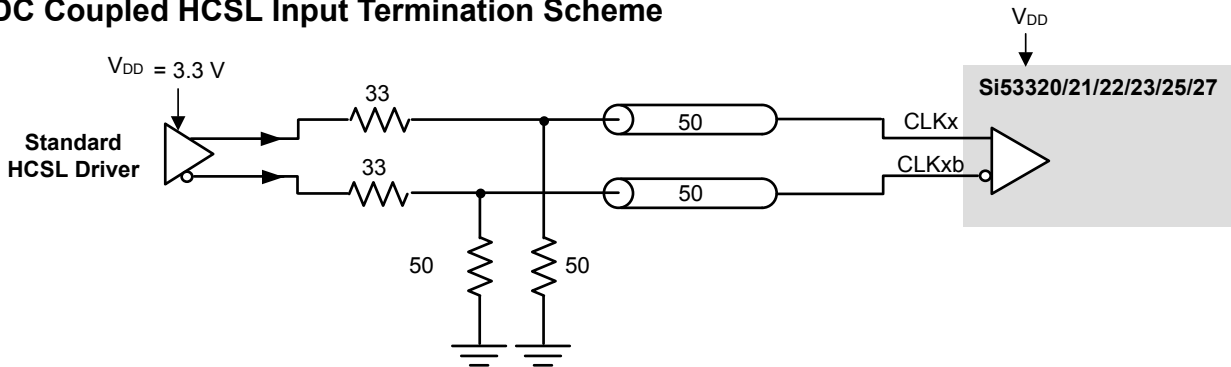 DC Coupled HCSL Input Termination Scheme
VDD
VDD = 3.3 V
Si53320/21/22/23/25/27
33
50
CLKx
Standard
HCSL Driver
33
50
CLKxb
50
50